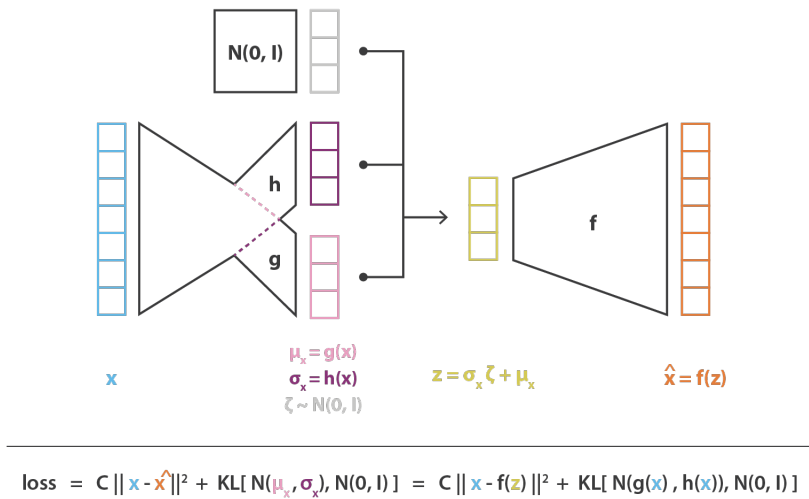 N(0, I)
h
g
f
μₓ = g(x)
x
σₓ = h(x)
z = σₓ ζ + μₓ
x̂ = f(z)
ζ ~ N(0, I)
loss = C || x - x̂ ||² + KL[ N(μₓ, σₓ), N(0, I) ] = C || x - f(z) ||² + KL[ N(g(x), h(x)), N(0, I) ]